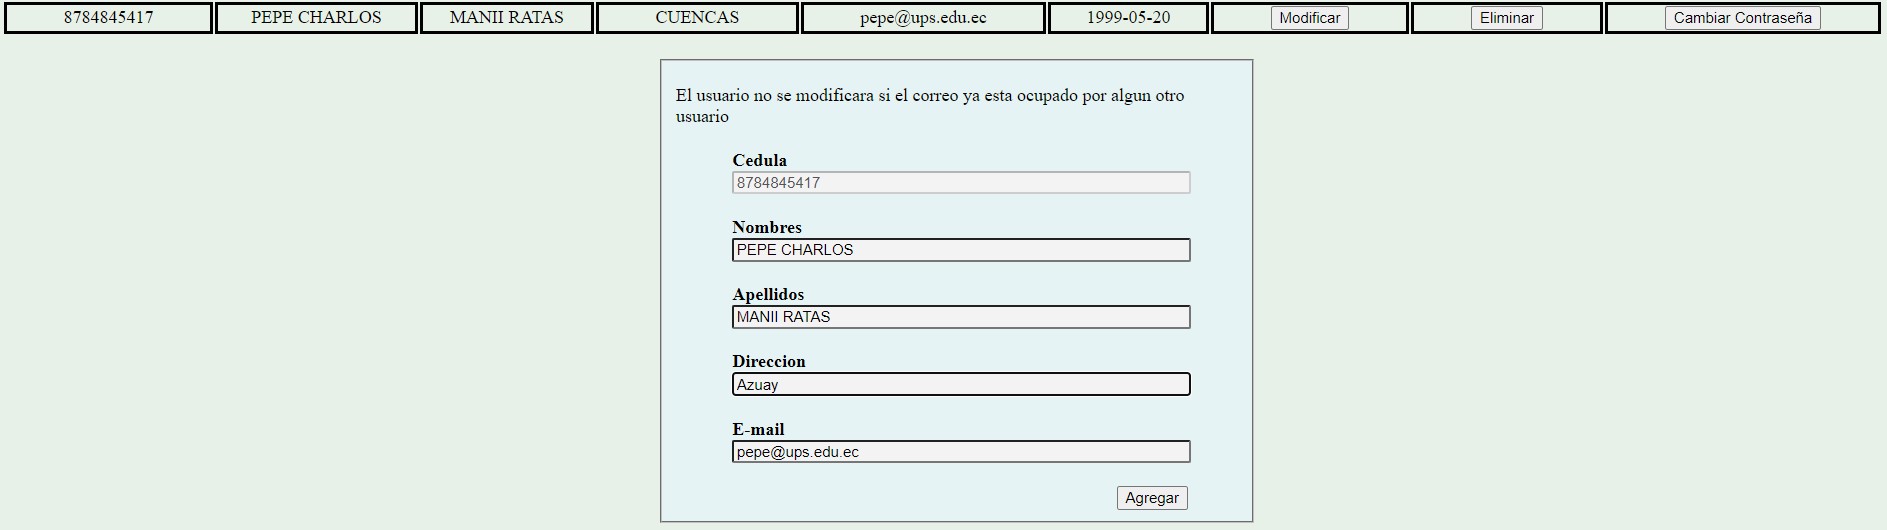 8784845417 PEPE CHARLOS MANII RATAS CUENCAS pepe@ups.edu.ec 1999-05-20 Modificar Eliminar Cambiar Contraseña
El usuario no se modificara si el correo ya esta ocupado por algun otro
usuario
Cedula
8784845417
Nombres
PEPE CHARLOS
Apellidos
MANII RATAS
Direccion
Azuay
E-mail
pepe@ups.edu.ec
Agregar